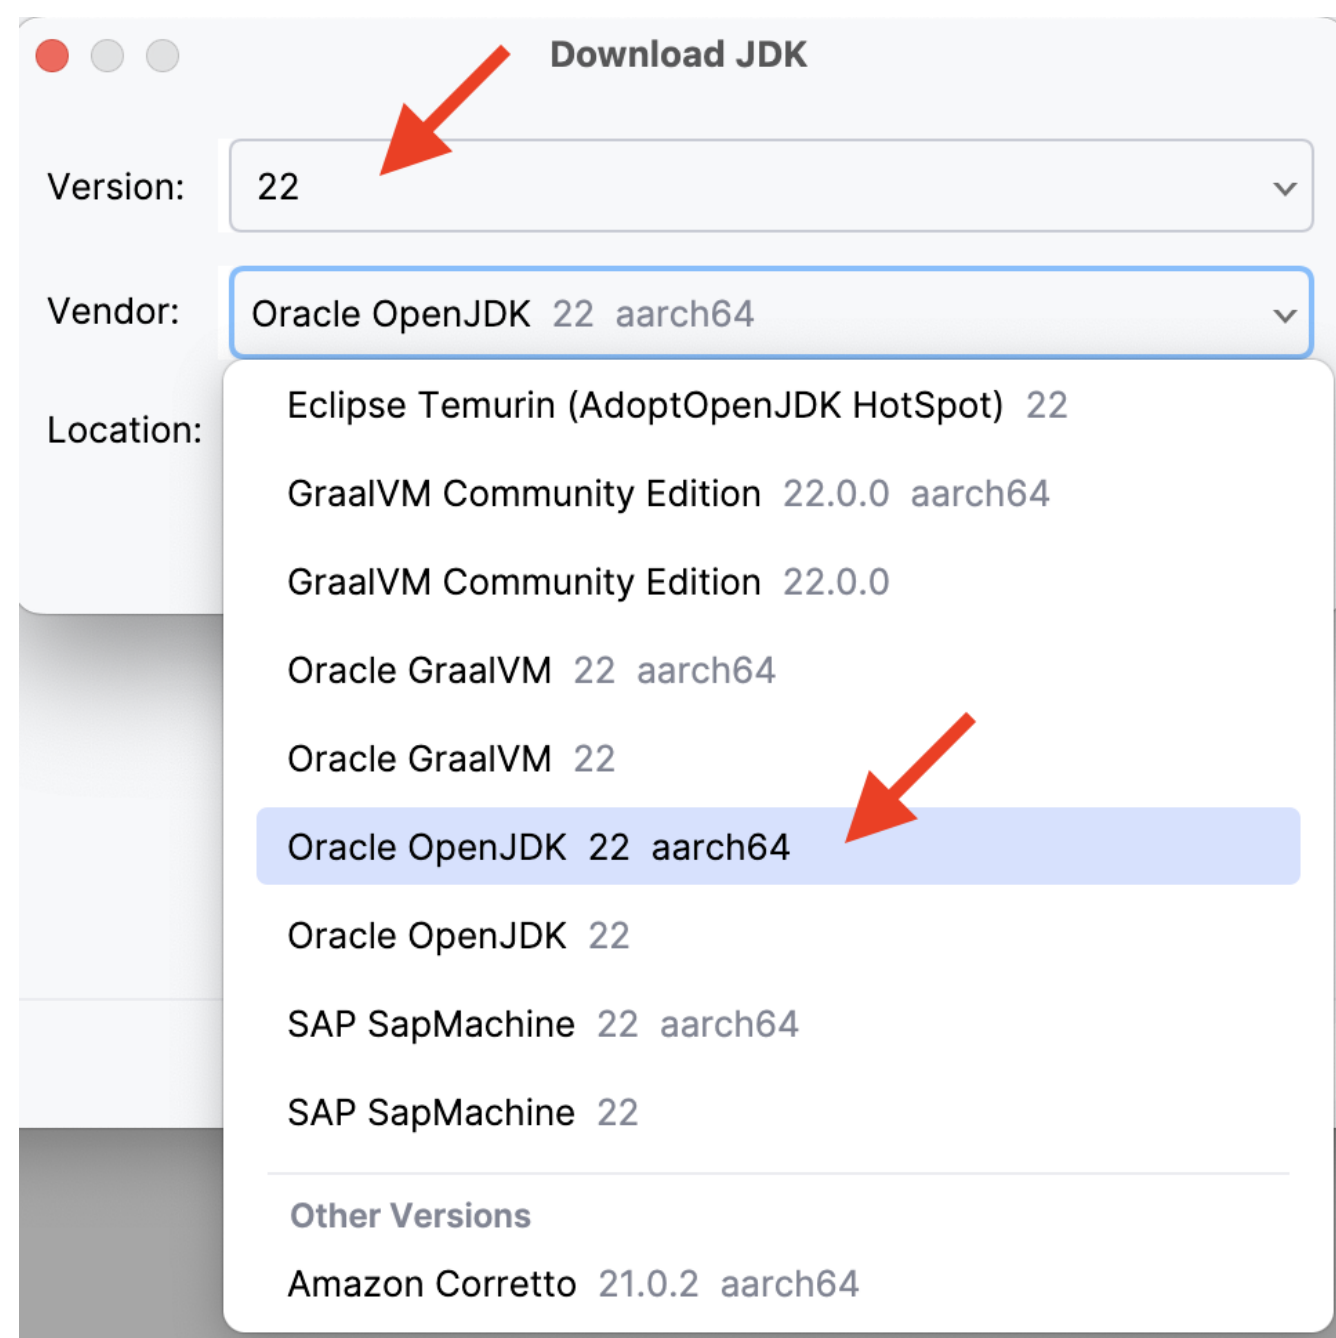 Download JDK
Version: 22
Vendor: Oracle OpenJDK 22 aarch64
Location:
Eclipse Temurin (AdoptOpenJDK HotSpot) 22
GraalVM Community Edition 22.0.0 aarch64
GraalVM Community Edition 22.0.0
Oracle GraalVM 22 aarch64
Oracle GraalVM 22
Oracle OpenJDK 22 aarch64
Oracle OpenJDK 22
SAP SapMachine 22 aarch64
SAP SapMachine 22
Other Versions
Amazon Corretto 21.0.2 aarch64